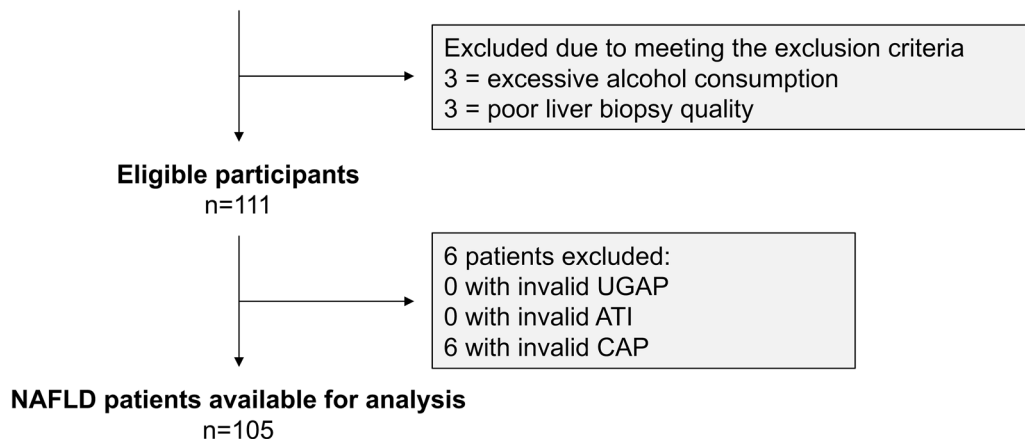 Excluded due to meeting the exclusion criteria
3 = excessive alcohol consumption
3 = poor liver biopsy quality
Eligible participants
n=111
6 patients excluded:
0 with invalid UGAP
0 with invalid ATI
6 with invalid CAP
NAFLD patients available for analysis
n=105